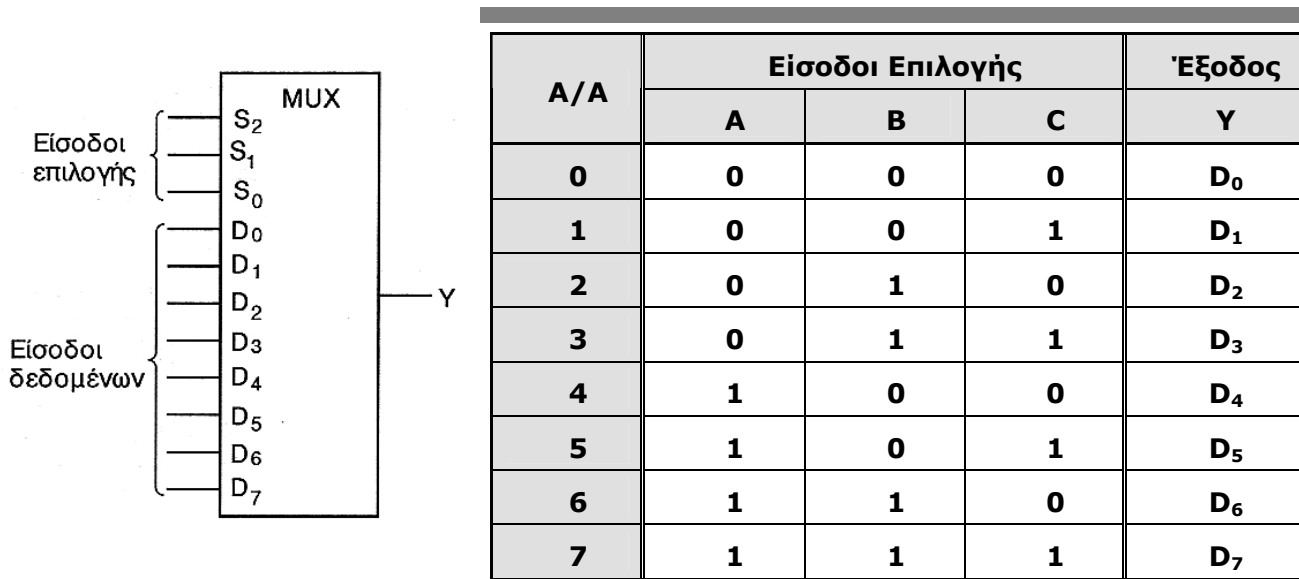 MUX
Είσοδοι
επιλογής
S₂
S₁
S₀
Είσοδοι
δεδομένων
D₀
D₁
D₂
D₃
D₄
D₅
D₆
D₇
Y
Α/Α Είσοδοι Επιλογής Έξοδος
A B C Y
0 0 0 0 D₀
1 0 0 1 D₁
2 0 1 0 D₂
3 0 1 1 D₃
4 1 0 0 D₄
5 1 0 1 D₅
6 1 1 0 D₆
7 1 1 1 D₇